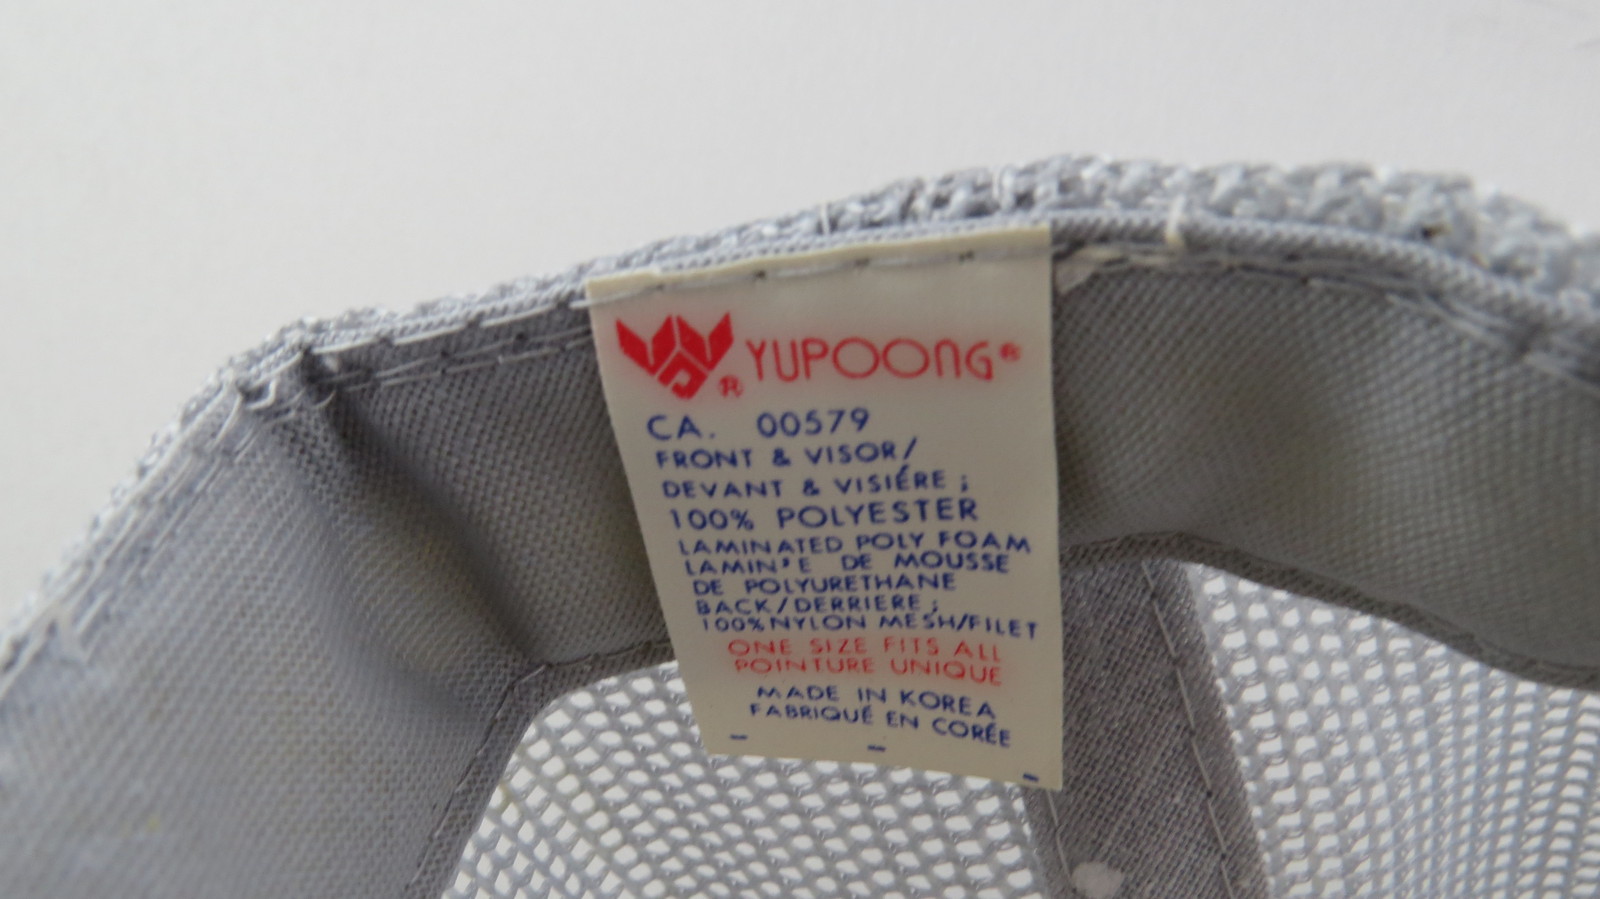 ® YUPOONG®
CA. 00579
FRONT & VISOR/
DEVANT & VISIÉRE ;
100% POLYESTER
LAMINATED POLY FOAM
LAMIN'E DE MOUSSE
DE POLYURETHANE
BACK/DERRIERE ;
100% NYLON MESH/FILET
ONE SIZE FITS ALL
POINTURE UNIQUE
MADE IN KOREA
FABRIQUÉ EN CORÉE